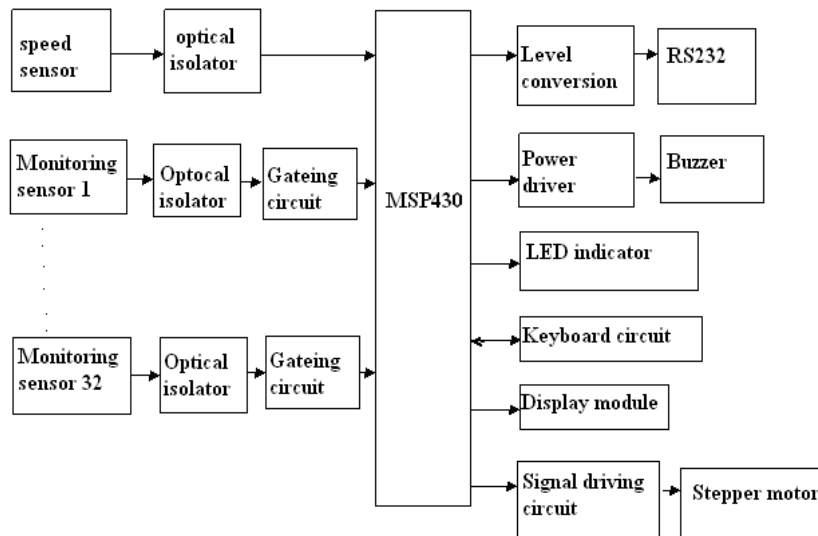 speed
sensor
optical
isolator
Level
conversion
RS232
Monitoring
sensor 1
Optocal
isolator
Gateing
circuit
MSP430
Power
driver
Buzzer
LED indicator
Monitoring
sensor 32
Optical
isolator
Gateing
circuit
Keyboard circuit
Display module
Signal driving
circuit
Stepper motor